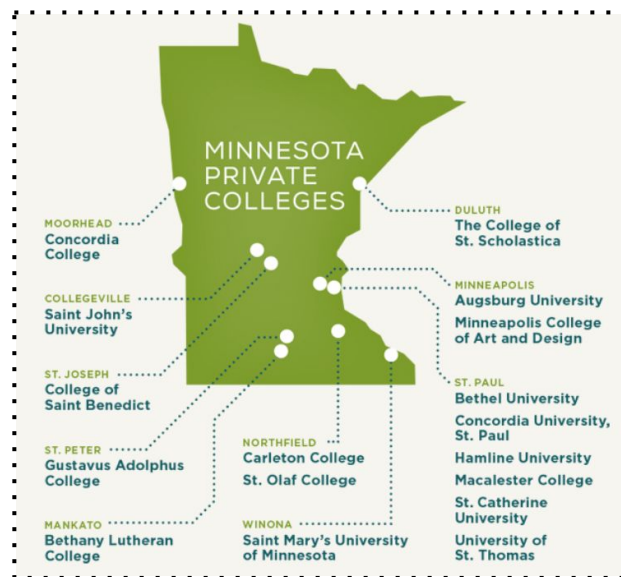 MINNESOTA
PRIVATE
COLLEGES
MOORHEAD
Concordia
College
COLLEGEVILLE
Saint John's
University
ST. JOSEPH
College of
Saint Benedict
ST. PETER
Gustavus Adolphus
College
MANKATO
Bethany Lutheran
College
NORTHFIELD
Carleton College
St. Olaf College
WINONA
Saint Mary's University
of Minnesota
DULUTH
The College of
St. Scholastica
MINNEAPOLIS
Augsburg University
Minneapolis College
of Art and Design
ST. PAUL
Bethel University
Concordia University,
St. Paul
Hamline University
Macalester College
St. Catherine
University
University of
St. Thomas